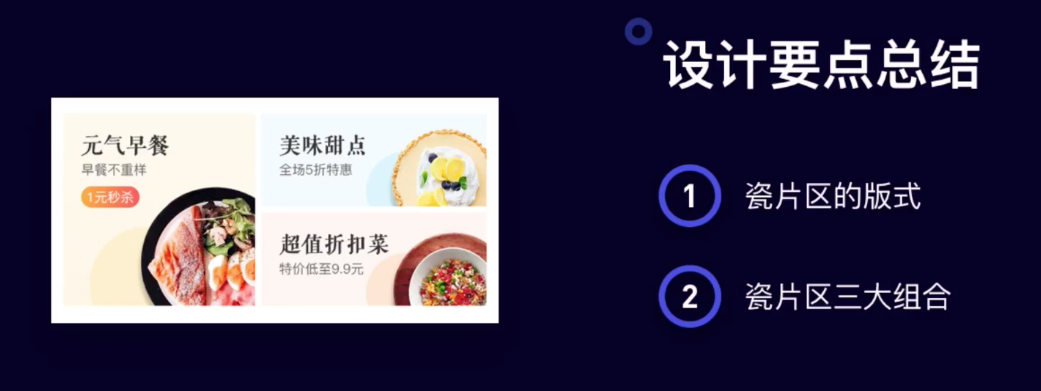 元气早餐
早餐不重样
1元秒杀
美味甜点
全场5折特惠
超值折扣菜
特价低至9.9元
设计要点总结
1 瓷片区的版式
2 瓷片区三大组合